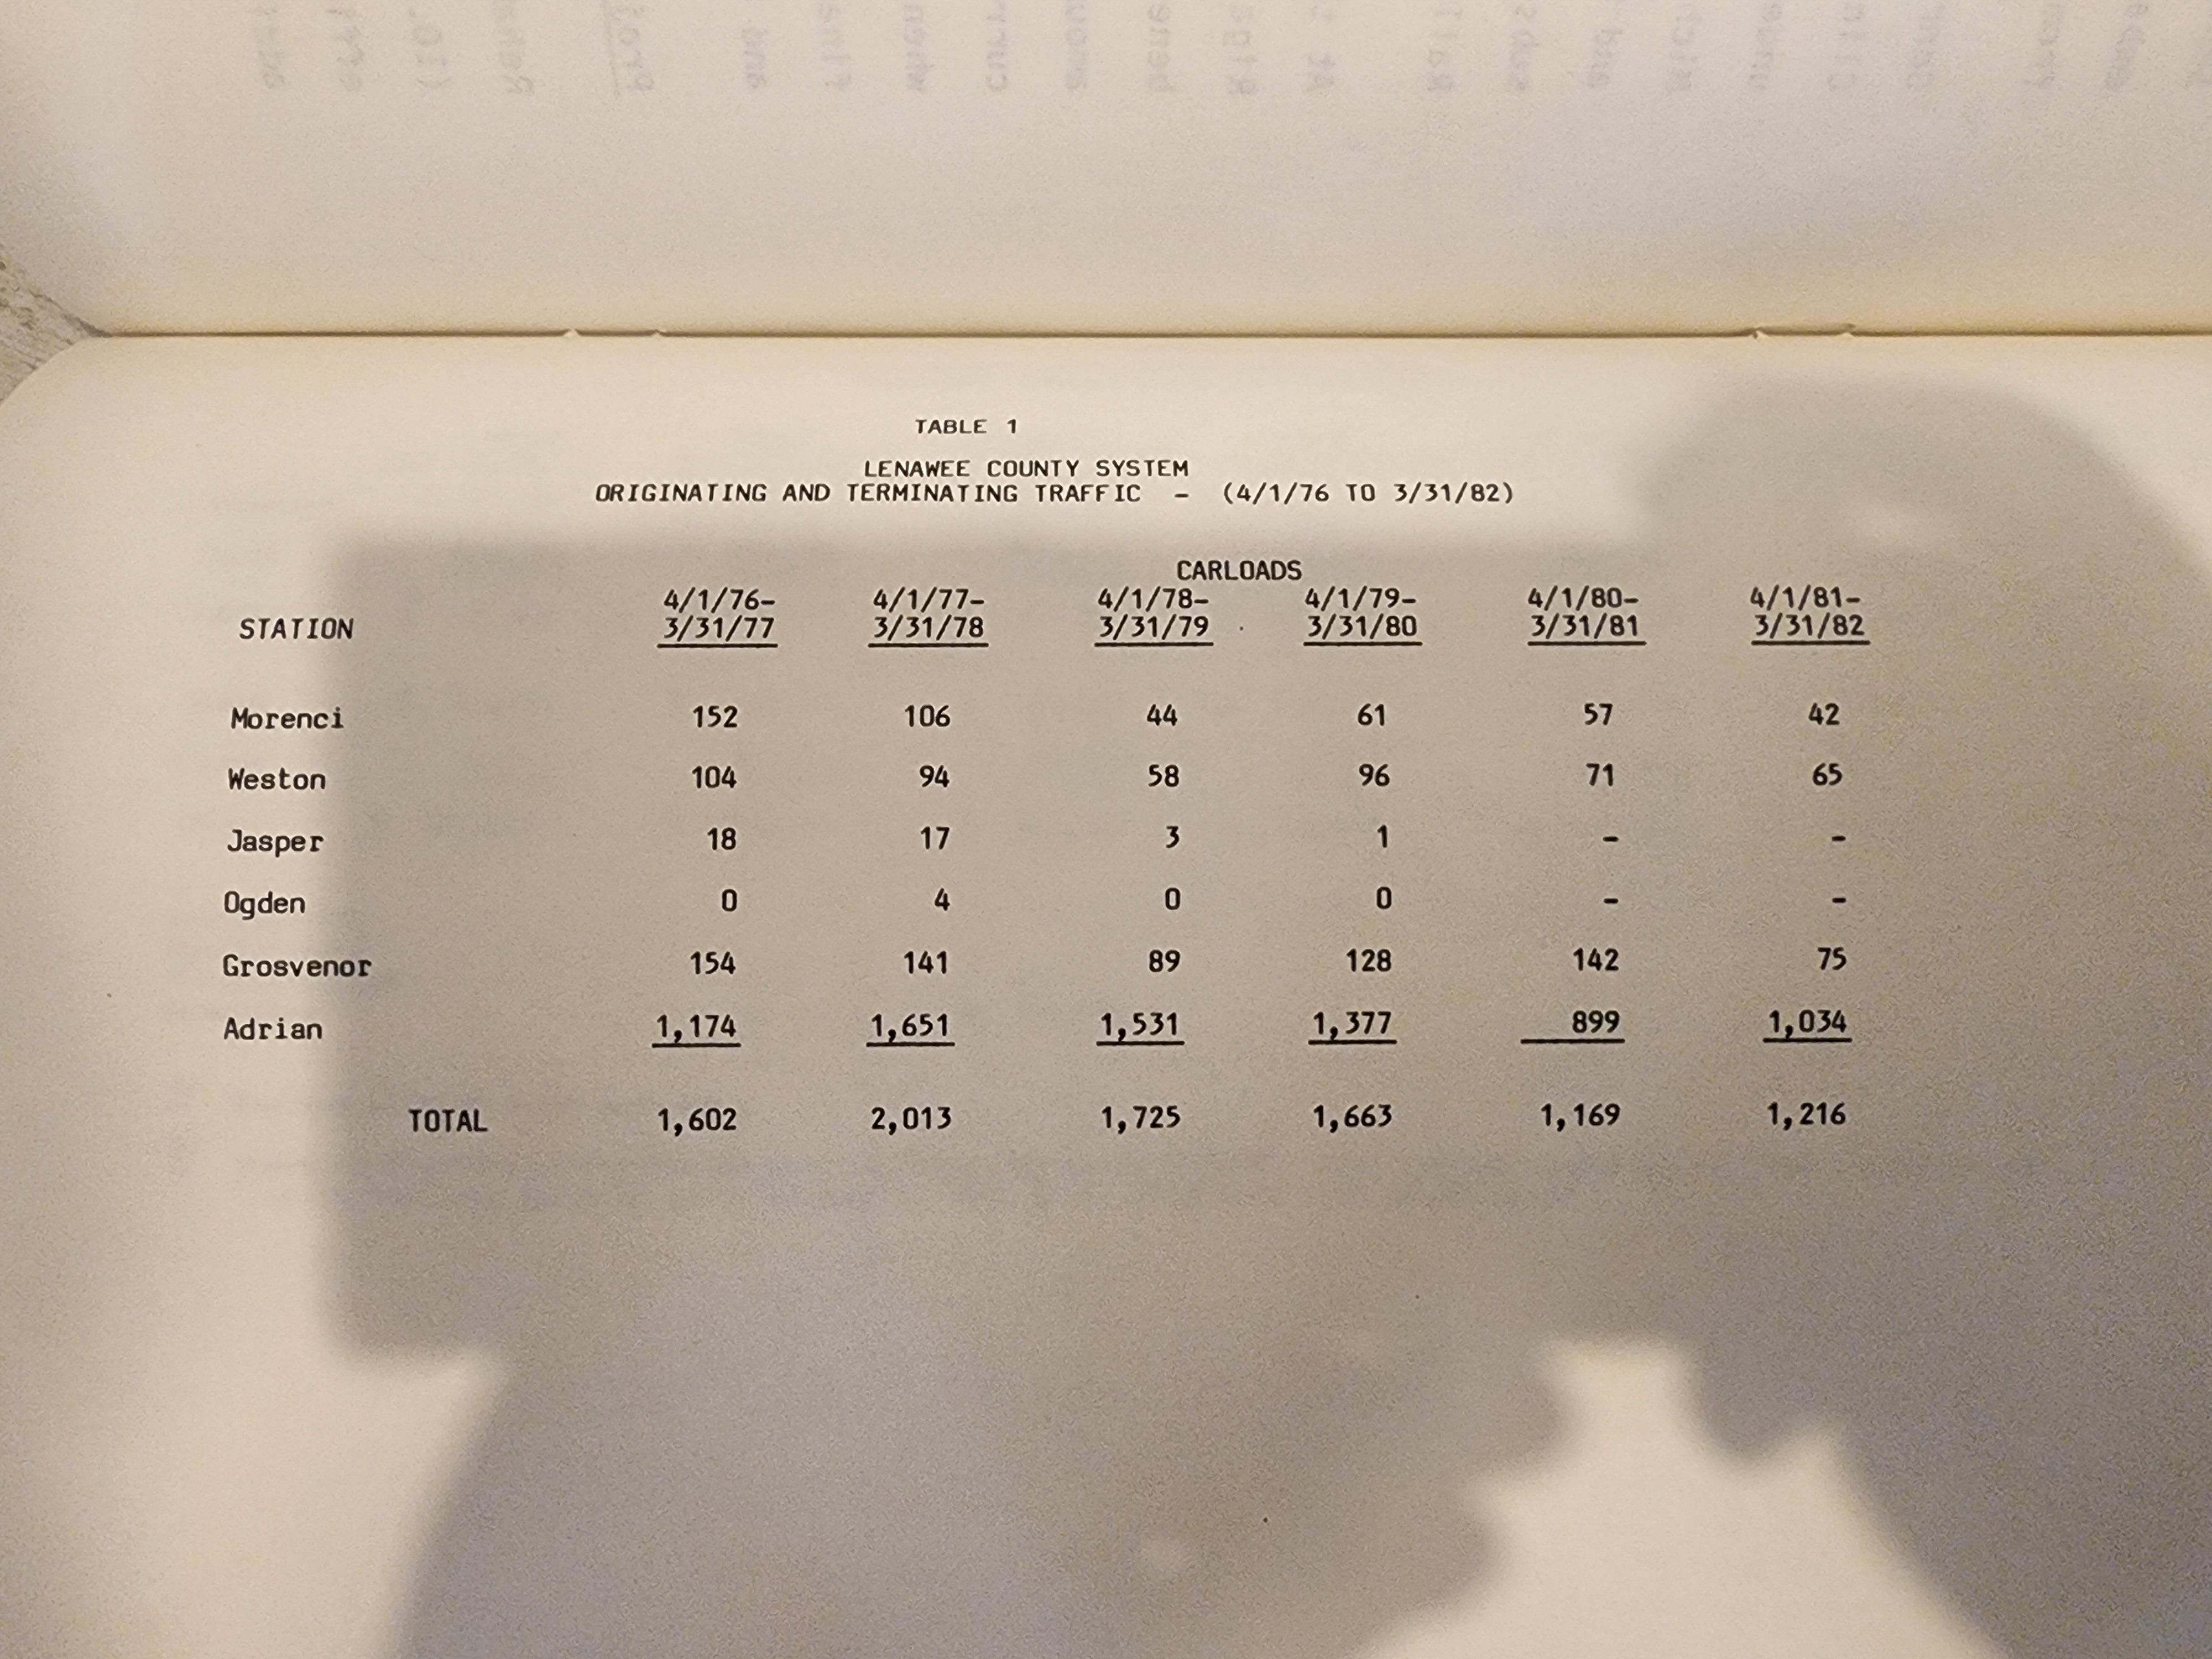 TABLE 1
LENAWEE COUNTY SYSTEM
ORIGINATING AND TERMINATING TRAFFIC - (4/1/76 TO 3/31/82)
CARLOADS
4/1/76- 4/1/77- 4/1/78- 4/1/79- 4/1/80- 4/1/81-
STATION 3/31/77 3/31/78 3/31/79 3/31/80 3/31/81 3/31/82
Morenci 152 106 44 61 57 42
Weston 104 94 58 96 71 65
Jasper 18 17 3 1 - -
Ogden 0 4 0 0 - -
Grosvenor 154 141 89 128 142 75
Adrian 1,174 1,651 1,531 1,377 899 1,034
TOTAL 1,602 2,013 1,725 1,663 1,169 1,216